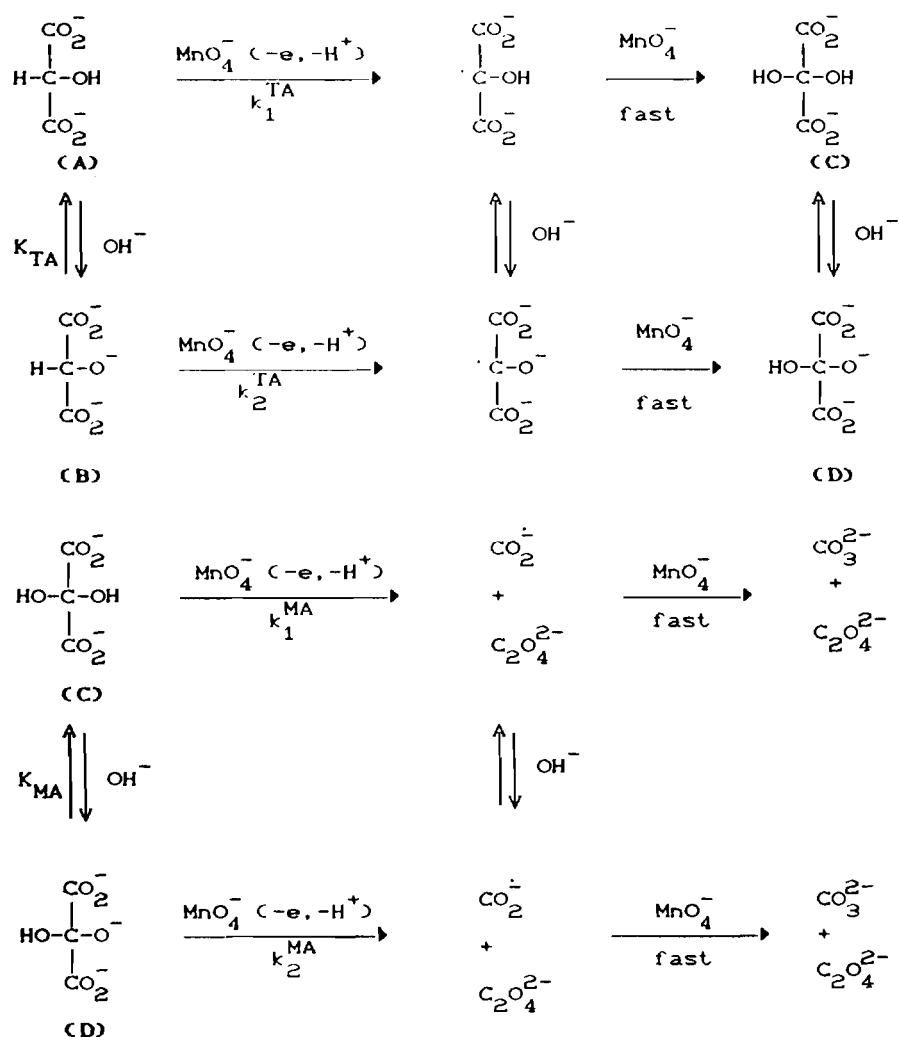 CO₂⁻ CO₂⁻ CO₂⁻
MnO₄⁻ (-e, -H⁺) MnO₄⁻
H-C-OH ·C-OH HO-C-OH
k₁ᵀᴬ fast
CO₂⁻ CO₂⁻ CO₂⁻
(A) (C)
K_TA OH⁻ OH⁻ OH⁻
CO₂⁻ CO₂⁻ CO₂⁻
MnO₄⁻ (-e, -H⁺) MnO₄⁻
H-C-O⁻ ·C-O⁻ HO-C-O⁻
k₂ᵀᴬ fast
CO₂⁻ CO₂⁻ CO₂⁻
(B) (D)
CO₂⁻ CO₂·⁻ CO₃²⁻
MnO₄⁻ (-e, -H⁺) MnO₄⁻
HO-C-OH + +
k₁ᴹᴬ fast
CO₂⁻ C₂O₄²⁻ C₂O₄²⁻
(C)
K_MA OH⁻ OH⁻
CO₂⁻ CO₂·⁻ CO₃²⁻
MnO₄⁻ (-e, -H⁺) MnO₄⁻
HO-C-O⁻ + +
k₂ᴹᴬ fast
CO₂⁻ C₂O₄²⁻ C₂O₄²⁻
(D)